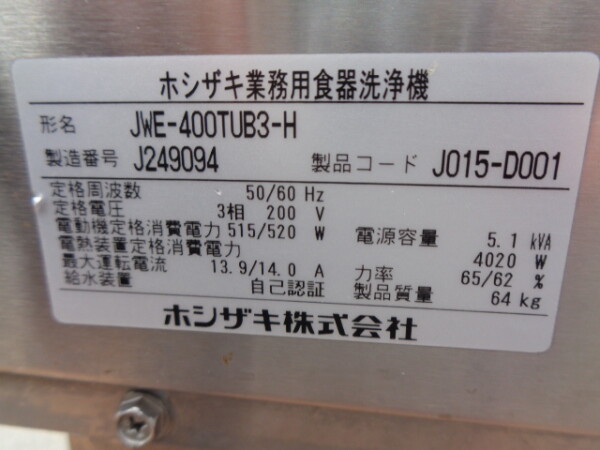 ホシザキ業務用食器洗浄機
形名 JWE-400TUB3-H
製造番号 J249094 製品コード J015-D001
定格周波数 50/60 Hz
定格電圧 3相 200 V
電動機定格消費電力 515/520 W 電源容量 5.1 kVA
電熱装置定格消費電力 4020 W
最大運転電流 13.9/14.0 A 力率 65/62 %
給水装置 自己認証 製品質量 64 kg
ホシザキ株式会社